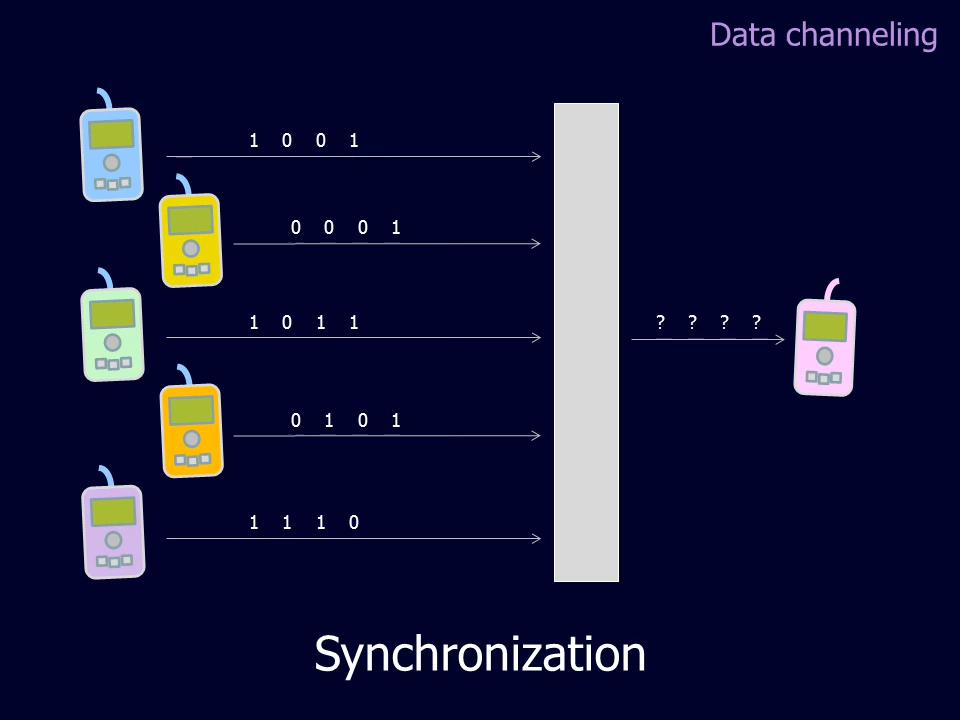 Data channeling
1 0 0 1
0 0 0 1
1 0 1 1
? ? ? ?
0 1 0 1
1 1 1 0
Synchronization